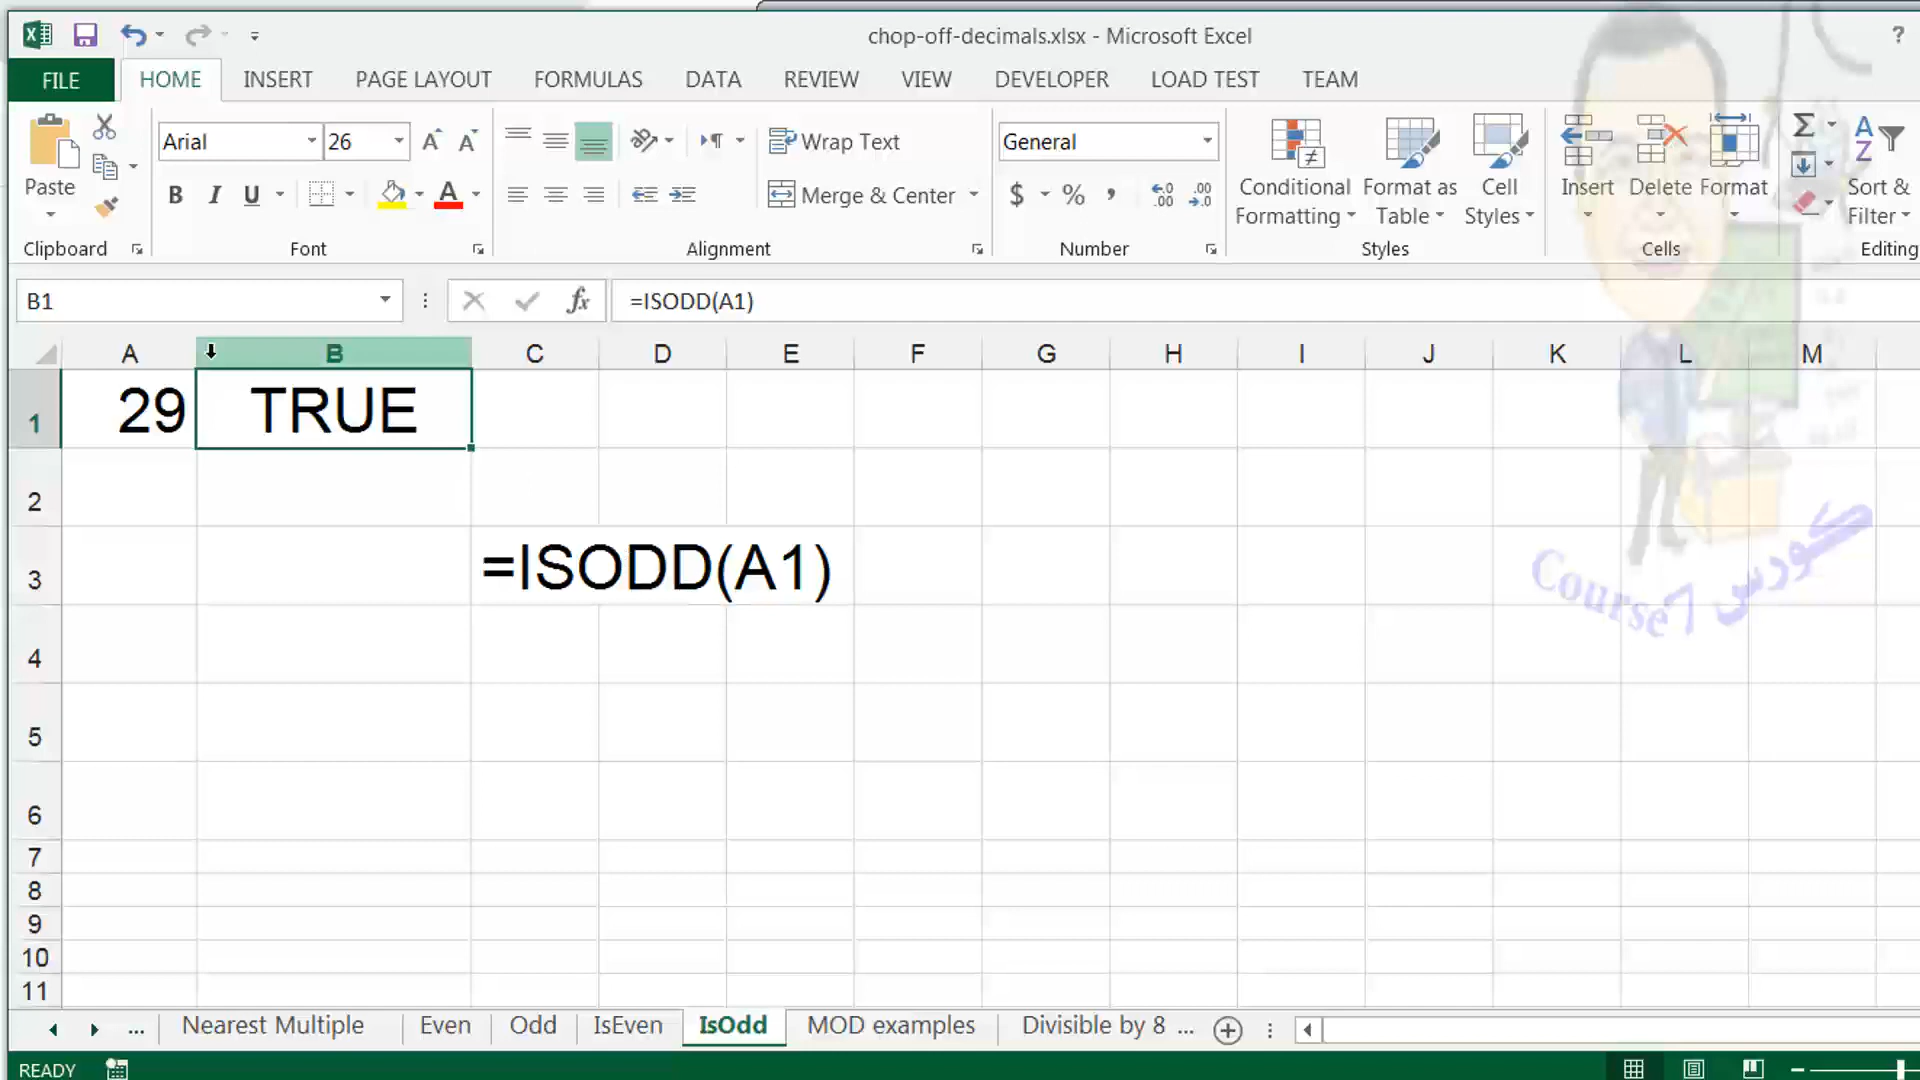 chop-off-decimals.xlsx - Microsoft Excel
?
FILE HOME INSERT PAGE LAYOUT FORMULAS DATA REVIEW VIEW DEVELOPER LOAD TEST TEAM
Arial 26 Wrap Text General
Paste
B I U A Merge & Center $ % , Conditional Formatting Format as Table Cell Styles Insert Delete Format Sort & Filter
Clipboard Font Alignment Number Styles Cells Editing
B1 fx =ISODD(A1)
A B C D E F G H I J K L M
1 29 TRUE
2
3 =ISODD(A1)
4
5
6
7
8
9
10
11
Course7 كورس
... Nearest Multiple Even Odd IsEven IsOdd MOD examples Divisible by 8 ...
READY